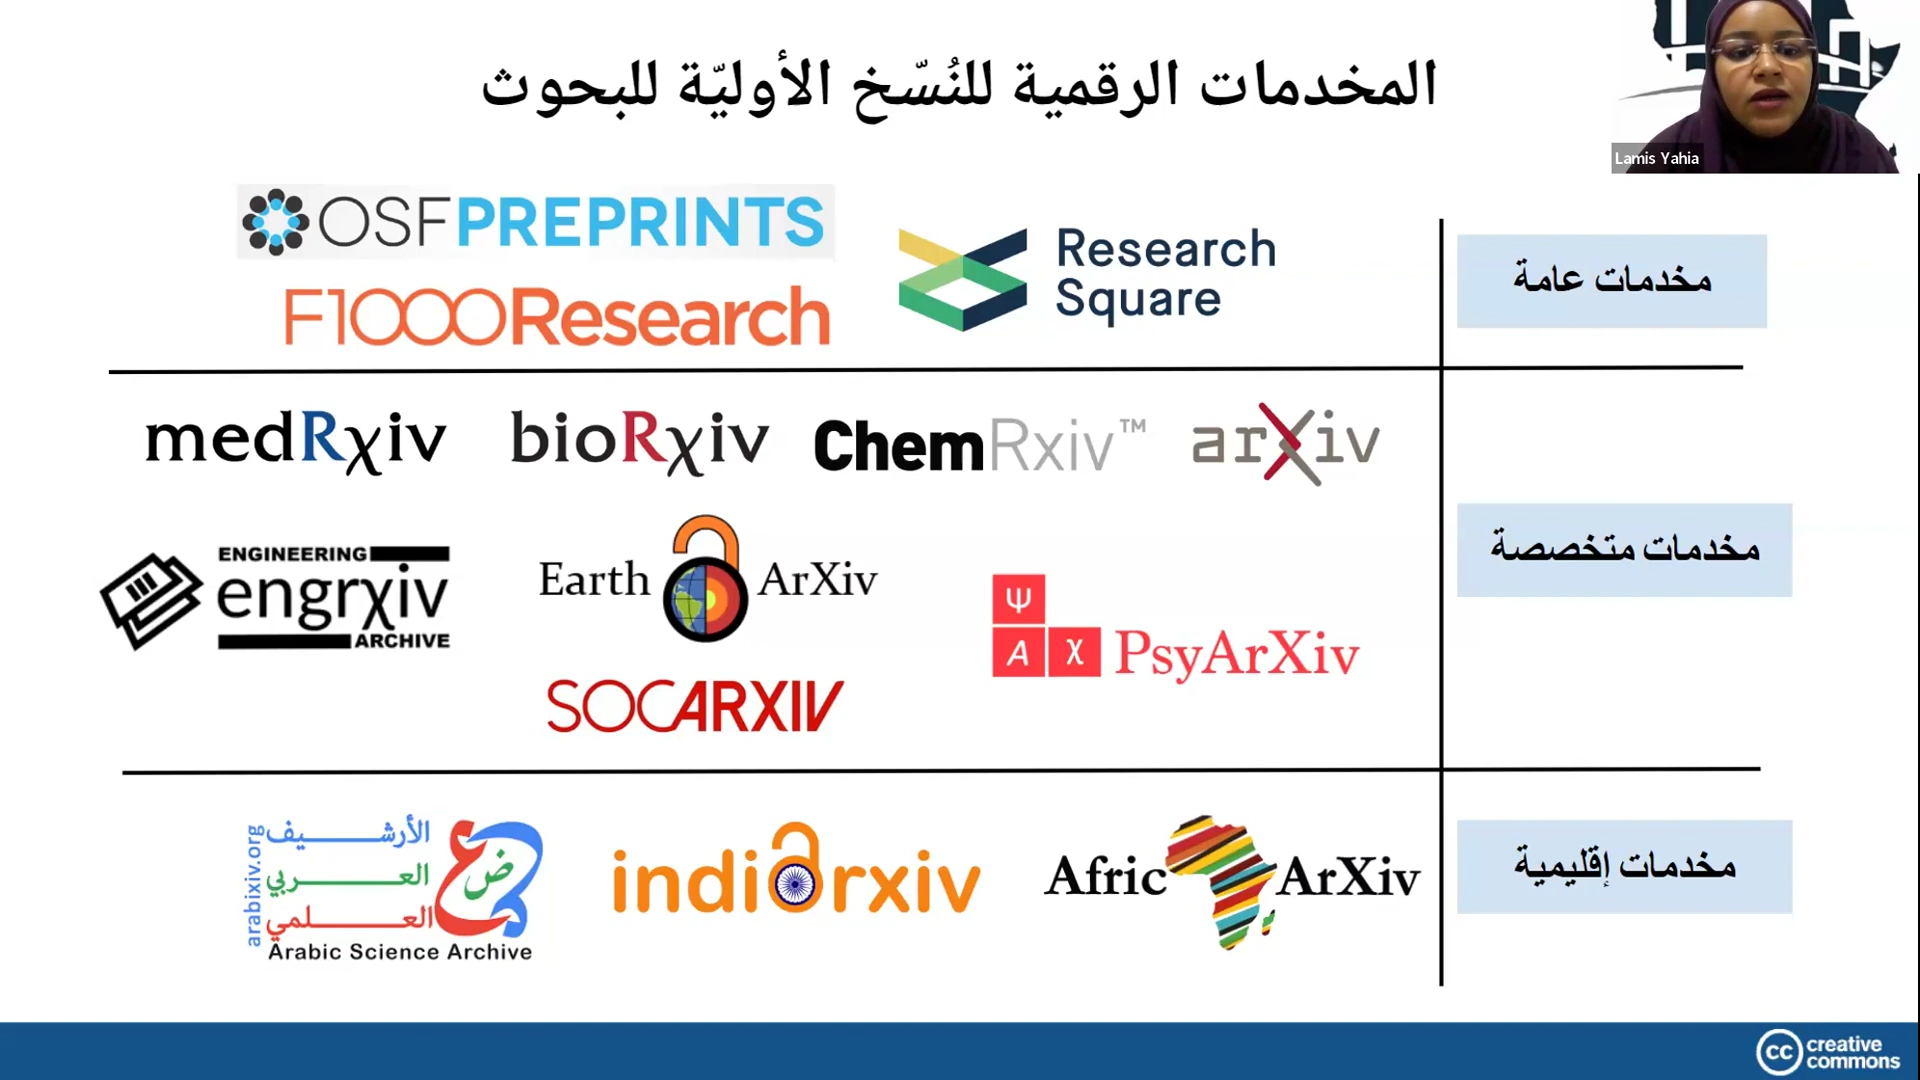 المخدمات الرقمية للنُسّخ الأوليّة للبحوث
Lamis Yahia
مخدمات عامة
OSFPREPRINTS
F1000Research
Research
Square
مخدمات متخصصة
medRχiv
bioRχiv
ChemRxiv™
arXiv
ENGINEERING
engrχiv
ARCHIVE
Earth ArXiv
Ψ
A χ
PsyArXiv
SOCARXIV
مخدمات إقليمية
arabixiv.org
الأرشـــــيف
العـــــربي
العـــــلمي
ض
Arabic Science Archive
indiarxiv
Afric ArXiv
cc creative
commons